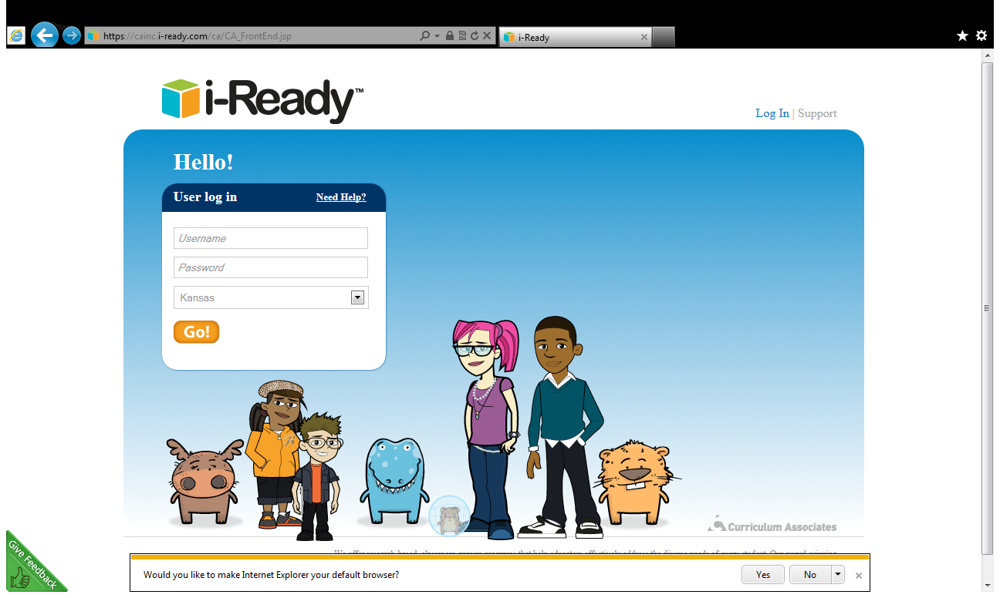 https://cainc.i-ready.com/ca/CA_FrontEnd.jsp
i-Ready
i-Ready™
Log In | Support
Hello!
User log in
Need Help?
Username
Password
Kansas
Go!
Curriculum Associates
Give Feedback
Would you like to make Internet Explorer your default browser?
Yes
No